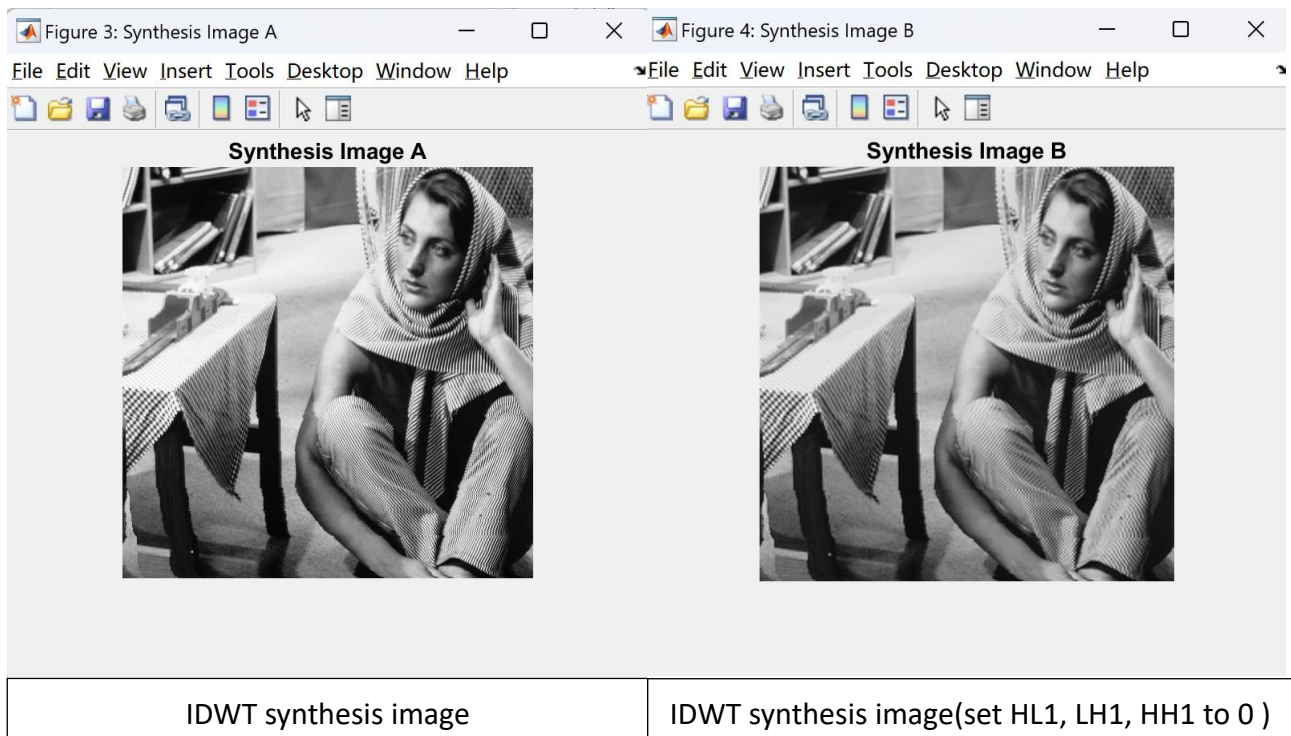 Figure 3: Synthesis Image A
File Edit View Insert Tools Desktop Window Help
Synthesis Image A
Figure 4: Synthesis Image B
File Edit View Insert Tools Desktop Window Help
Synthesis Image B
IDWT synthesis image
IDWT synthesis image(set HL1, LH1, HH1 to 0 )